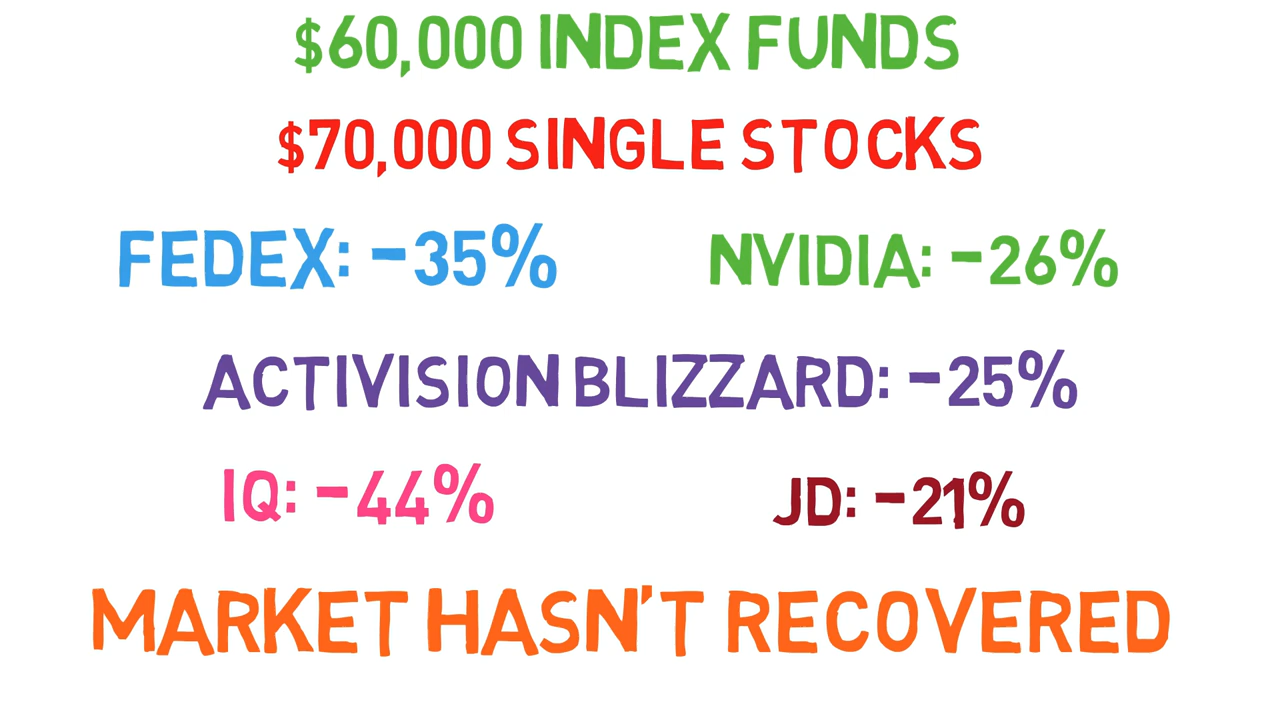 $60,000 INDEX FUNDS
$70,000 SINGLE STOCKS
FEDEX: -35% NVIDIA: -26%
ACTIVISION BLIZZARD: -25%
IQ: -44% JD: -21%
MARKET HASN'T RECOVERED